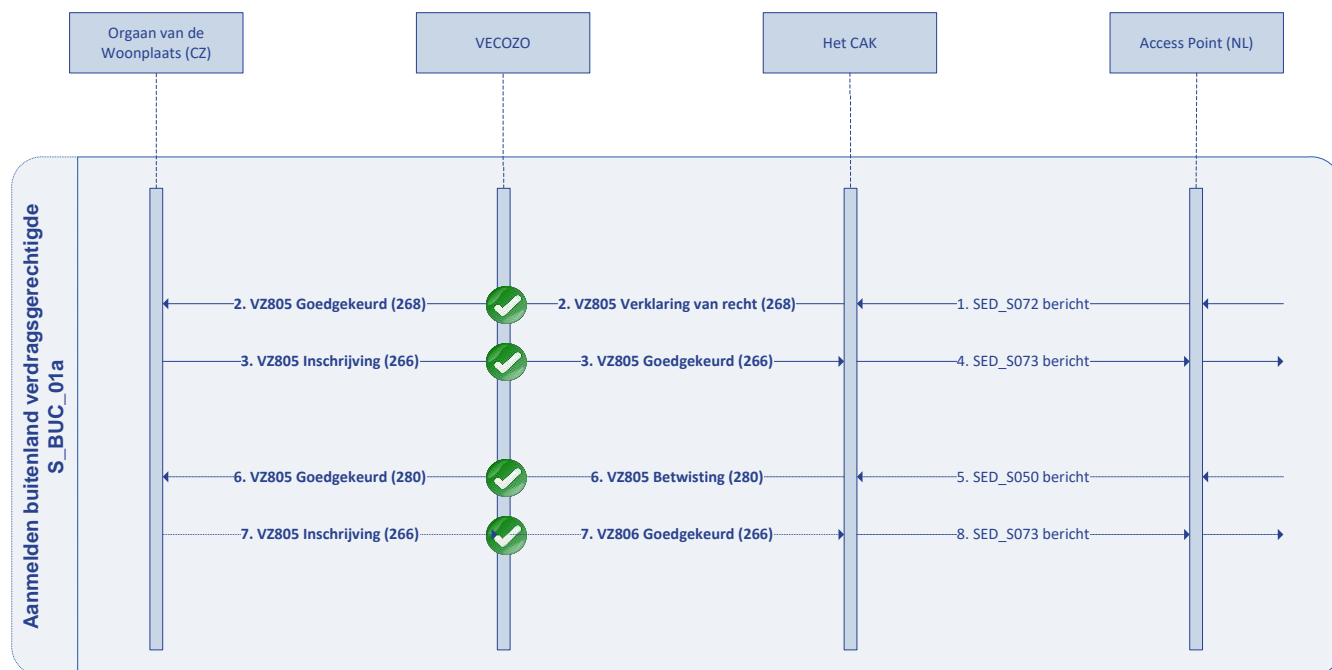 Orgaan van de
Woonplaats (CZ)
VECOZO
Het CAK
Access Point (NL)
Aanmelden buitenland verdragsgerechtigde
S_BUC_01a
2. VZ805 Goedgekeurd (268)
2. VZ805 Verklaring van recht (268)
1. SED_S072 bericht
3. VZ805 Inschrijving (266)
3. VZ805 Goedgekeurd (266)
4. SED_S073 bericht
6. VZ805 Goedgekeurd (280)
6. VZ805 Betwisting (280)
5. SED_S050 bericht
7. VZ805 Inschrijving (266)
7. VZ806 Goedgekeurd (266)
8. SED_S073 bericht